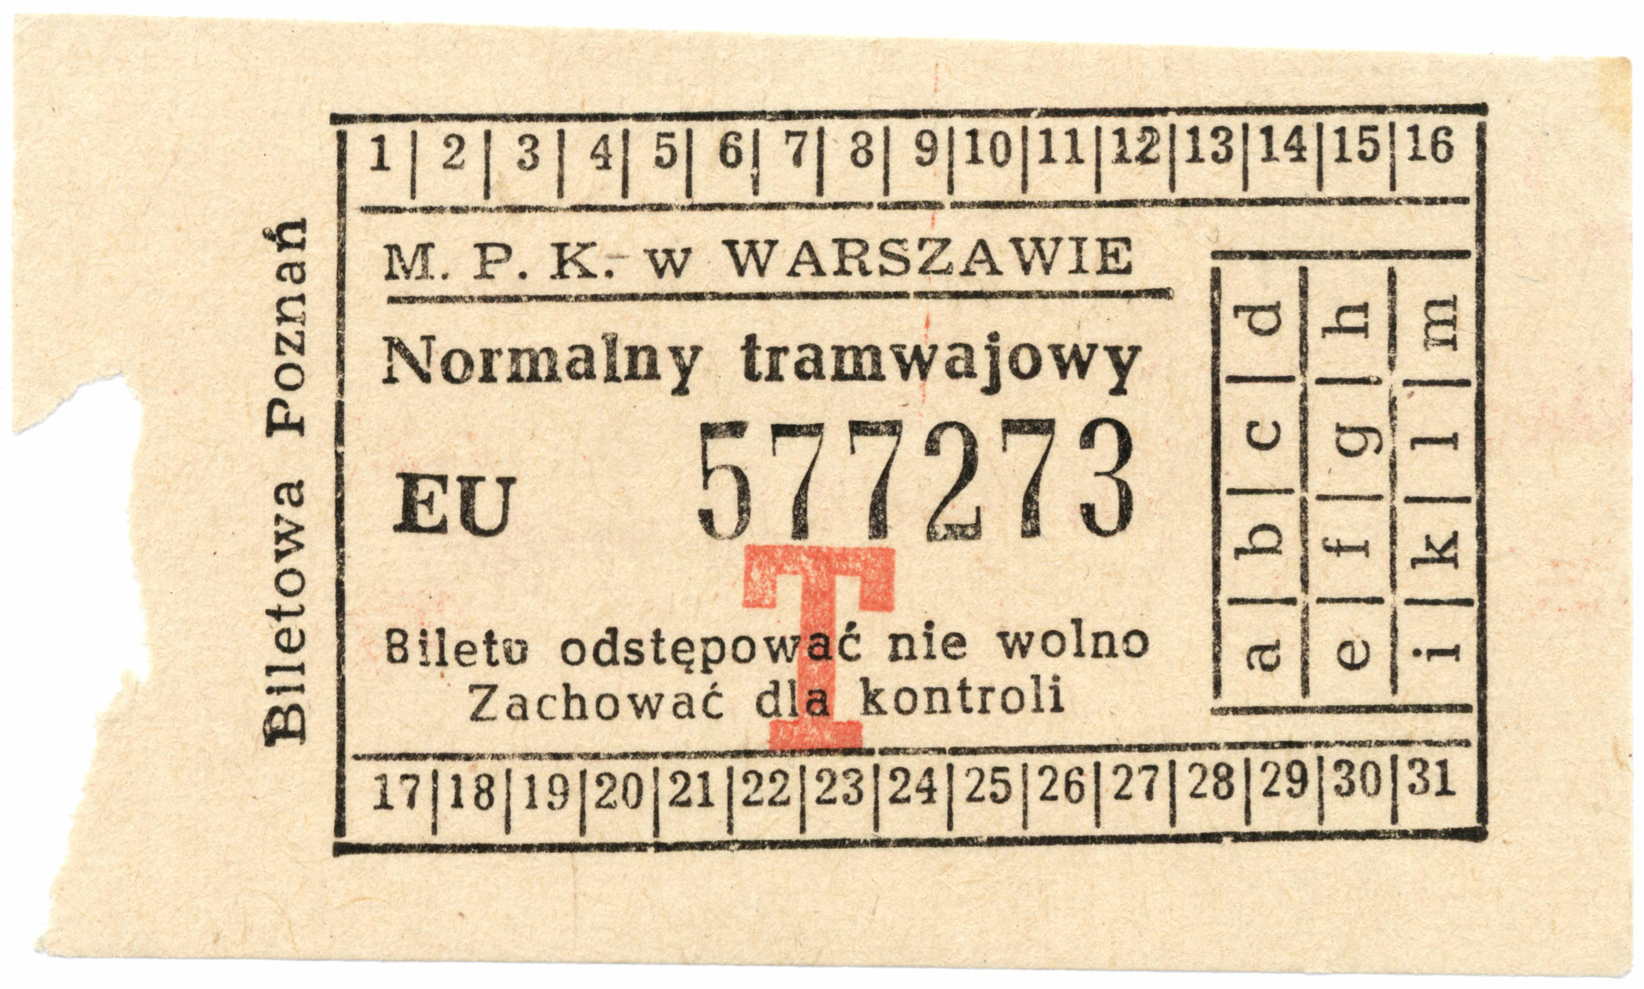 Biletowa Poznań
1 2 3 4 5 6 7 8 9 10 11 12 13 14 15 16
M. P. K. w WARSZAWIE
Normalny tramwajowy
EU 577273
T
Biletu odstępować nie wolno
Zachować dla kontroli
a b c d
e f g h
i k l m
17 18 19 20 21 22 23 24 25 26 27 28 29 30 31